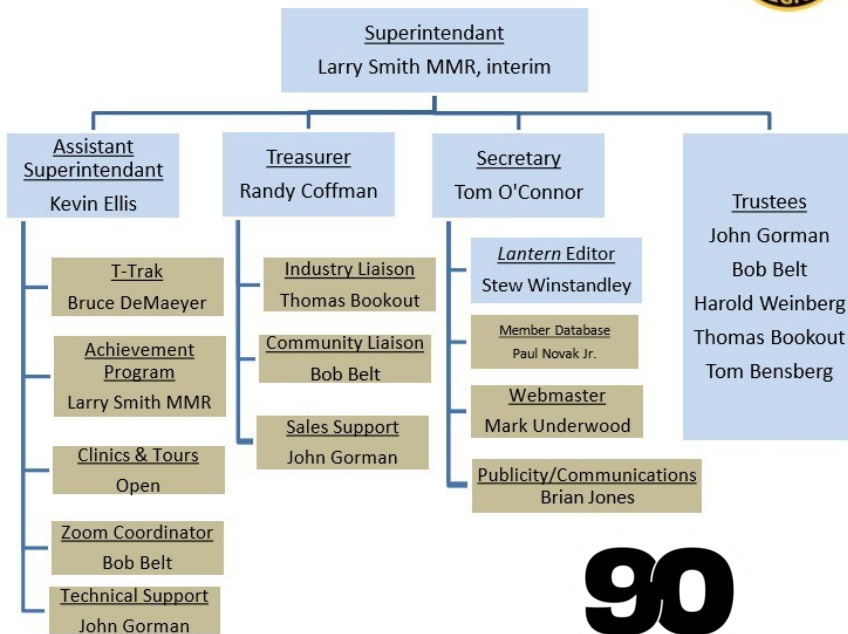 Superintendant
Larry Smith MMR, interim
Assistant
Superintendant
Kevin Ellis
Treasurer
Randy Coffman
Secretary
Tom O'Connor
Trustees
John Gorman
Bob Belt
Harold Weinberg
Thomas Bookout
Tom Bensberg
T-Trak
Bruce DeMaeyer
Achievement
Program
Larry Smith MMR
Clinics & Tours
Open
Zoom Coordinator
Bob Belt
Technical Support
John Gorman
Industry Liaison
Thomas Bookout
Community Liaison
Bob Belt
Sales Support
John Gorman
Lantern Editor
Stew Winstandley
Member Database
Paul Novak Jr.
Webmaster
Mark Underwood
Publicity/Communications
Brian Jones
90